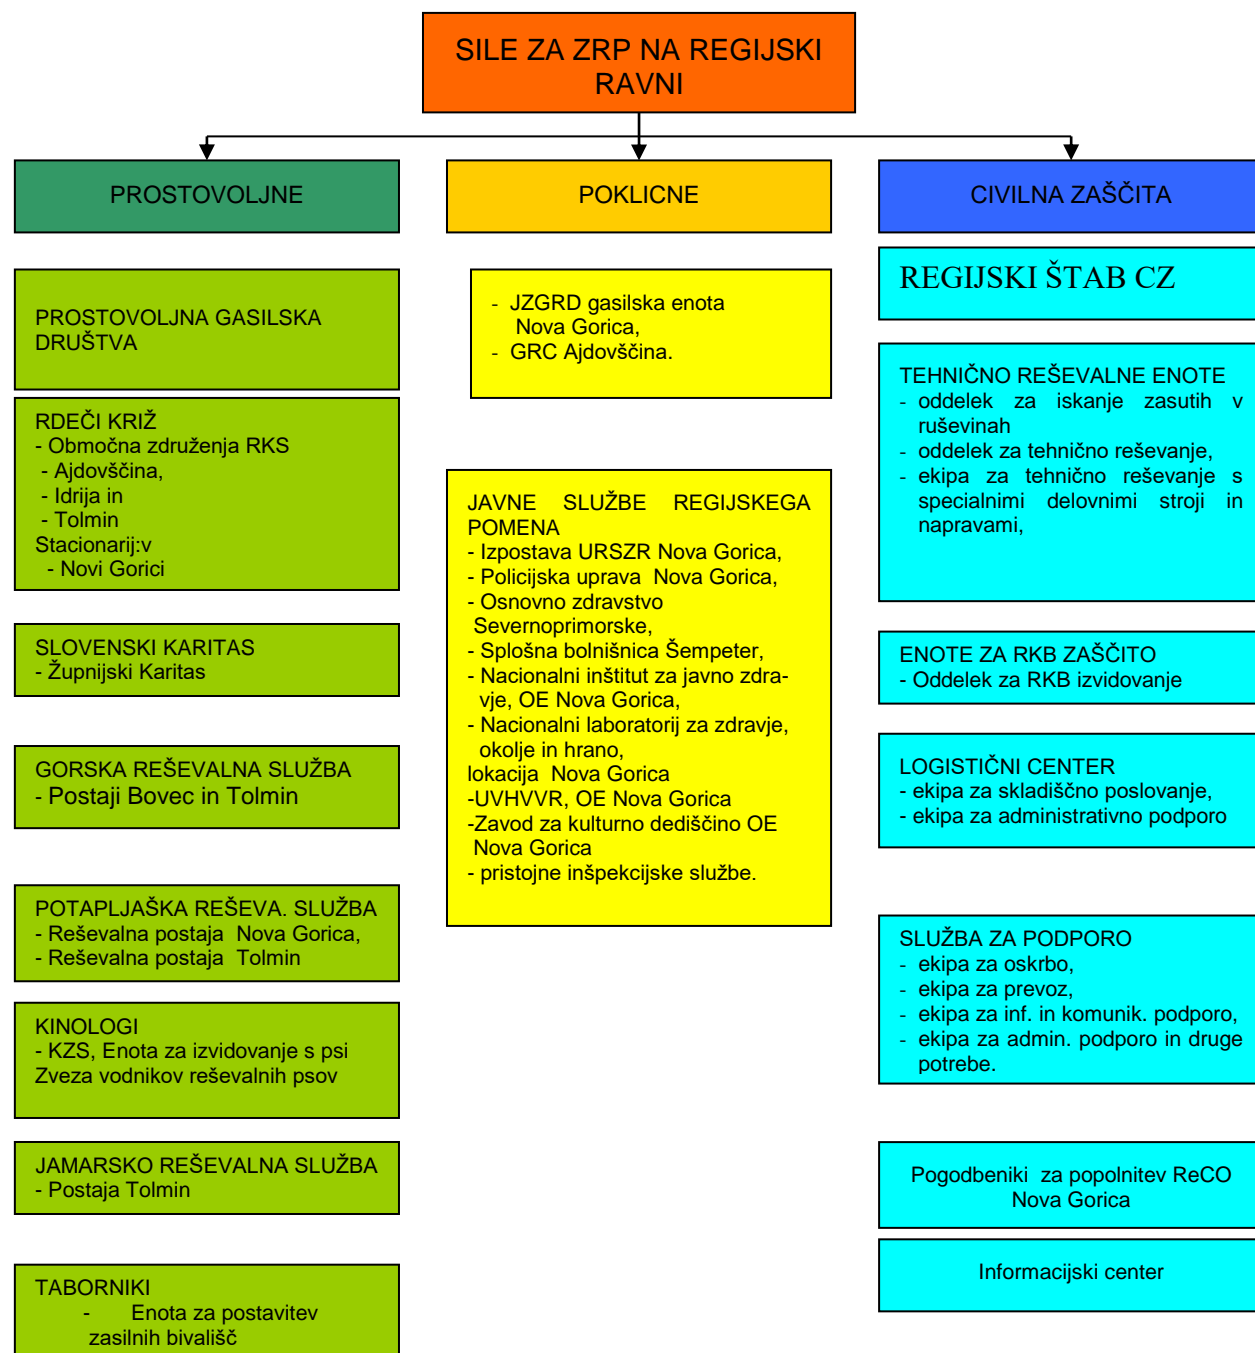 SILE ZA ZRP NA REGIJSKI
RAVNI
PROSTOVOLJNE
PROSTOVOLJNA GASILSKA
DRUŠTVA
RDEČI KRIŽ
- Območna združenja RKS
- Ajdovščina,
- Idrija in
- Tolmin
Stacionarij:v
- Novi Gorici
SLOVENSKI KARITAS
- Župnijski Karitas
GORSKA REŠEVALNA SLUŽBA
- Postaji Bovec in Tolmin
POTAPLJAŠKA REŠEVA. SLUŽBA
- Reševalna postaja Nova Gorica,
- Reševalna postaja Tolmin
KINOLOGI
- KZS, Enota za izvidovanje s psi
Zveza vodnikov reševalnih psov
JAMARSKO REŠEVALNA SLUŽBA
- Postaja Tolmin
TABORNIKI
- Enota za postavitev
zasilnih bivališč
POKLICNE
- JZGRD gasilska enota
Nova Gorica,
- GRC Ajdovščina.
JAVNE SLUŽBE REGIJSKEGA
POMENA
- Izpostava URSZR Nova Gorica,
- Policijska uprava Nova Gorica,
- Osnovno zdravstvo
Severnoprimorske,
- Splošna bolnišnica Šempeter,
- Nacionalni inštitut za javno zdra-
vje, OE Nova Gorica,
- Nacionalni laboratorij za zdravje,
okolje in hrano,
lokacija Nova Gorica
-UVHVVR, OE Nova Gorica
-Zavod za kulturno dediščino OE
Nova Gorica
- pristojne inšpekcijske službe.
CIVILNA ZAŠČITA
REGIJSKI ŠTAB CZ
TEHNIČNO REŠEVALNE ENOTE
- oddelek za iskanje zasutih v
ruševinah
- oddelek za tehnično reševanje,
- ekipa za tehnično reševanje s
specialnimi delovnimi stroji in
napravami,
ENOTE ZA RKB ZAŠČITO
- Oddelek za RKB izvidovanje
LOGISTIČNI CENTER
- ekipa za skladiščno poslovanje,
- ekipa za administrativno podporo
SLUŽBA ZA PODPORO
- ekipa za oskrbo,
- ekipa za prevoz,
- ekipa za inf. in komunik. podporo,
- ekipa za admin. podporo in druge
potrebe.
Pogodbeniki za popolnitev ReCO
Nova Gorica
Informacijski center